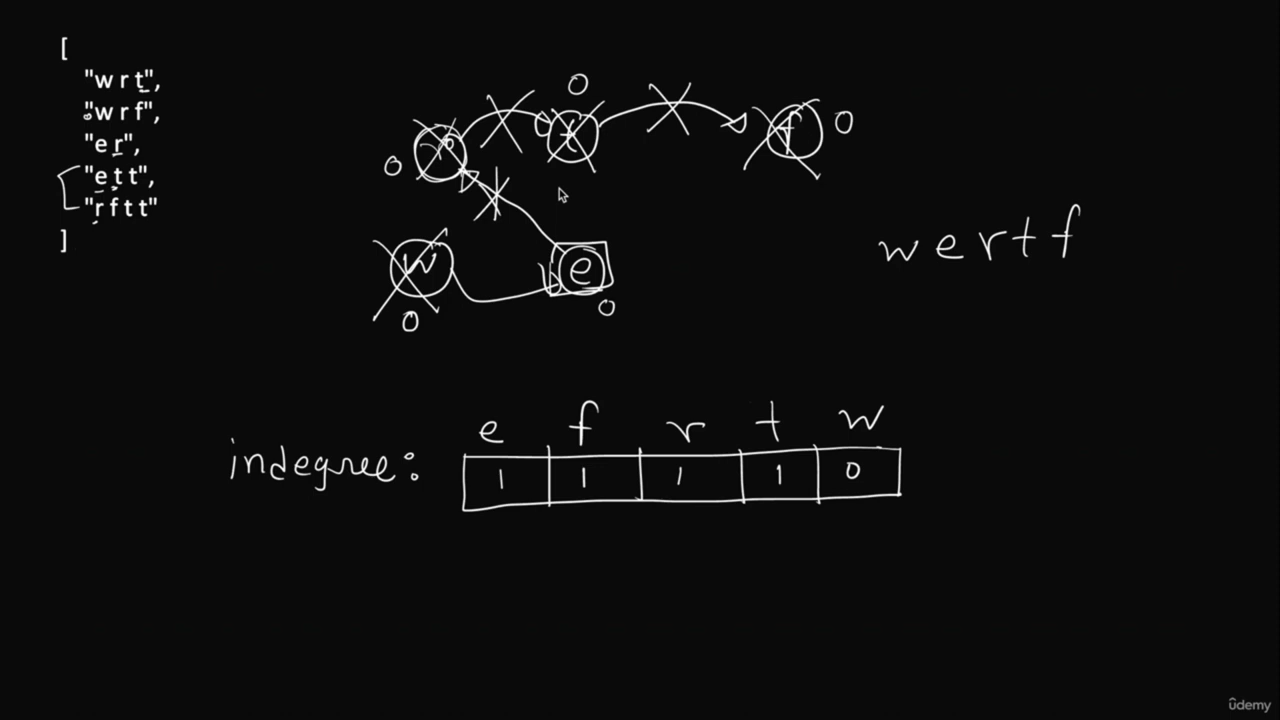 [
"wrt",
"wrf",
"er",
"ett",
"rftt"
]
0
t
f
0
0
r
w
e
0
0
wertf
e f r t w
indegree: 1 1 1 1 0
ûdemy